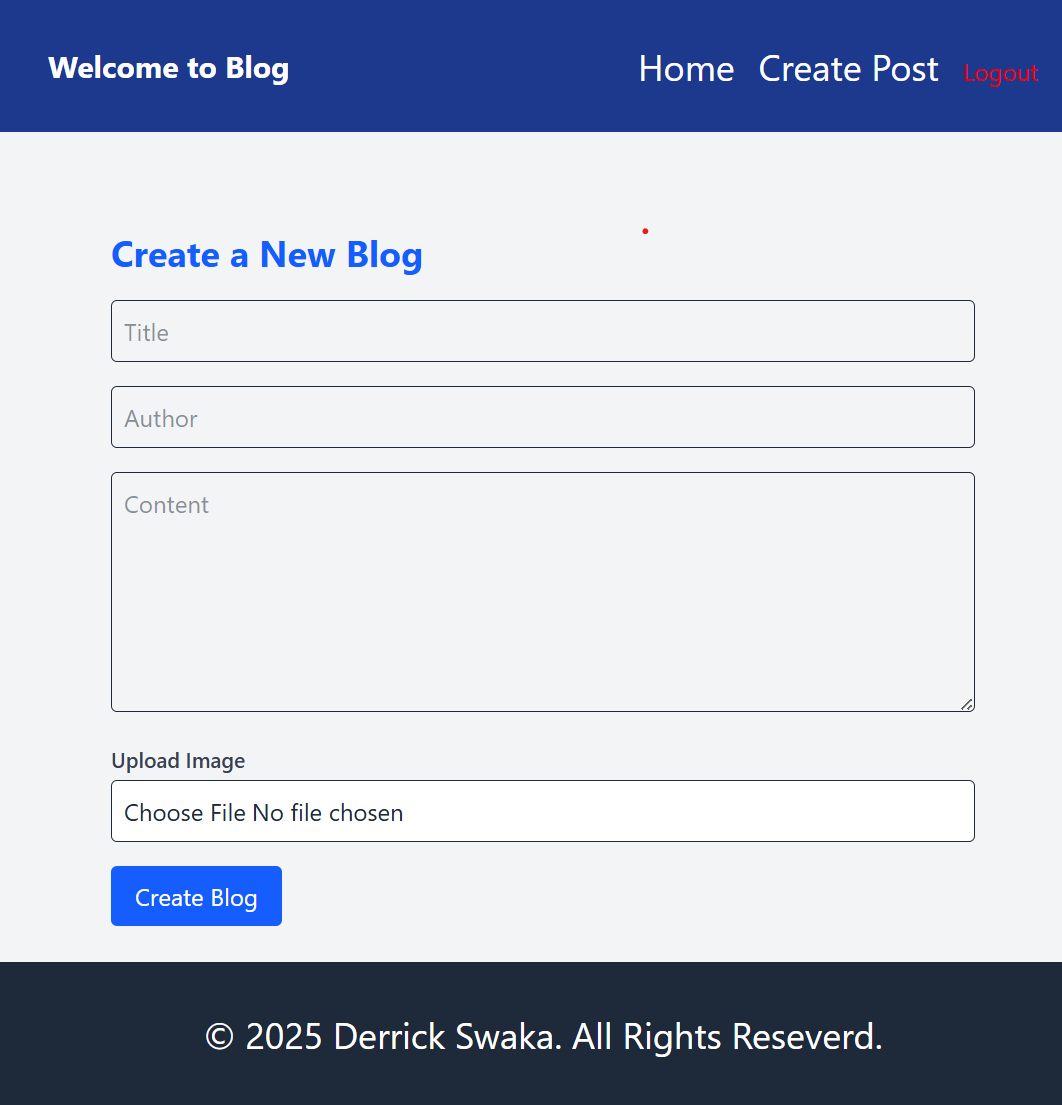 Welcome to Blog
Home Create Post Logout
Create a New Blog
Title
Author
Content
Upload Image
Choose File No file chosen
Create Blog
© 2025 Derrick Swaka. All Rights Reseverd.